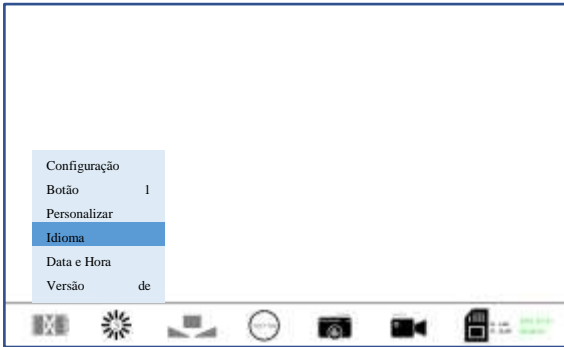 Configuração
Botão 1
Personalizar
Idioma
Data e Hora
Versão de